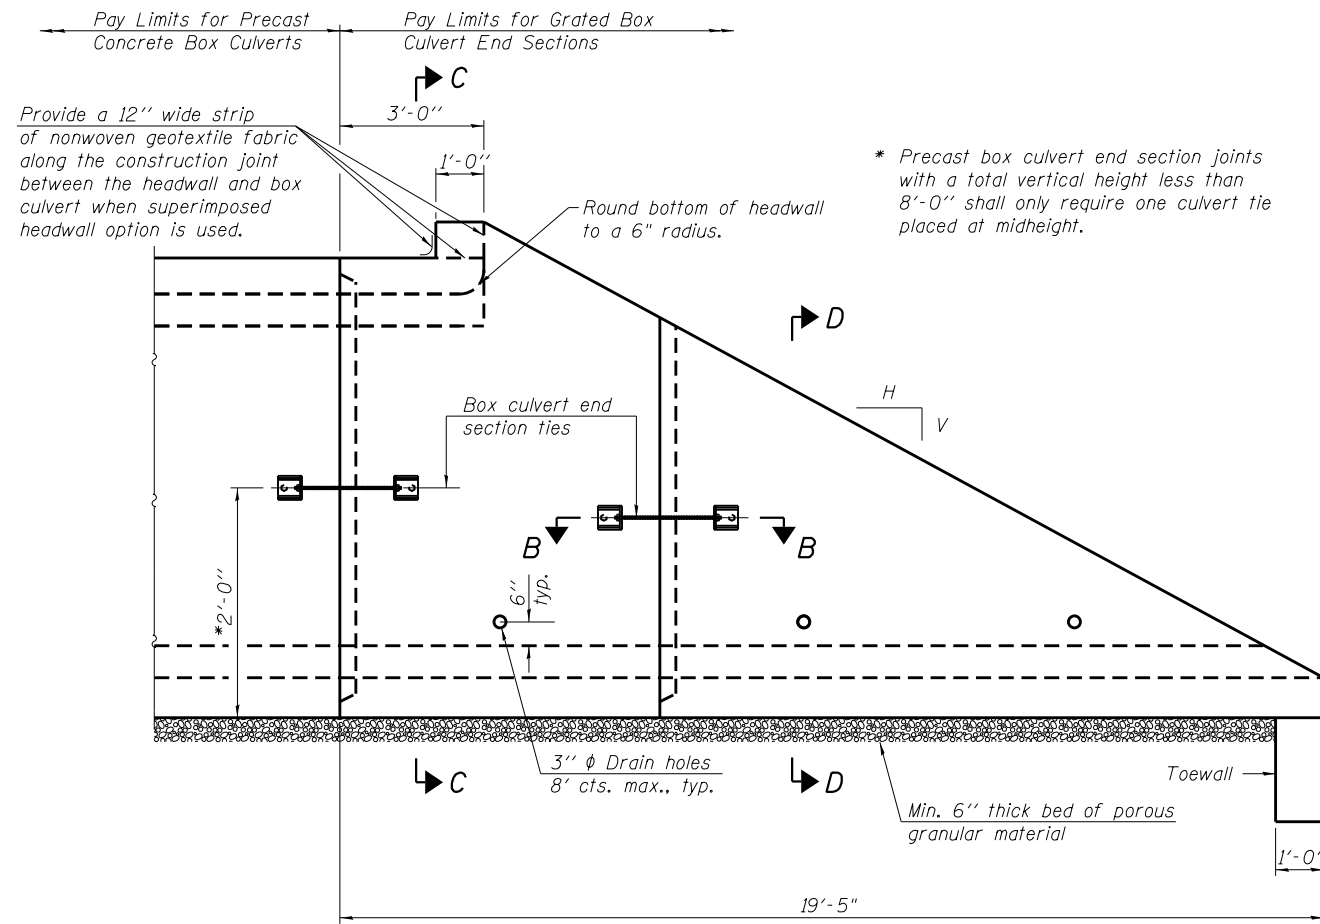 Pay Limits for Precast
Concrete Box Culverts
Pay Limits for Grated Box
Culvert End Sections
C
Provide a 12'' wide strip
of nonwoven geotextile fabric
along the construction joint
between the headwall and box
culvert when superimposed
headwall option is used.
3'-0''
1'-0''
Round bottom of headwall
to a 6" radius.
* Precast box culvert end section joints
with a total vertical height less than
8'-0'' shall only require one culvert tie
placed at midheight.
D
H
V
Box culvert end
section ties
B
B
*2'-0''
6''
typ.
3'' ϕ Drain holes
8' cts. max., typ.
C
D
Toewall
Min. 6'' thick bed of porous
granular material
1'-0''
19'-5"